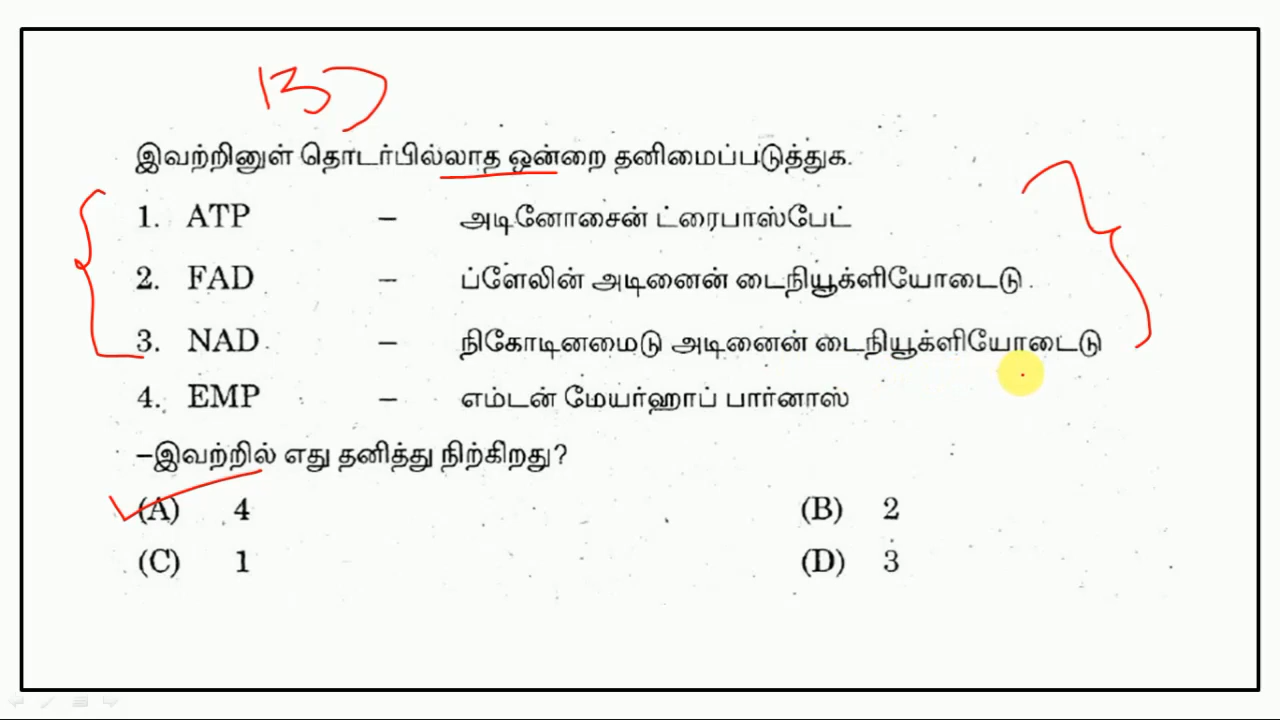 13)
இவற்றினுள் தொடர்பில்லாத ஒன்றை தனிமைப்படுத்துக.
1. ATP – அடினோசைன் ட்ரைபாஸ்பேட்
2. FAD – ப்ளேலின் அடினைன் டைநியூக்ளியோடைடு
3. NAD – நிகோடினமைடு அடினைன் டைநியூக்ளியோடைடு
4. EMP – எம்டன் மேயர்ஹாப் பார்னாஸ்
–இவற்றில் எது தனித்து நிற்கிறது?
(A) 4 (B) 2
(C) 1 (D) 3